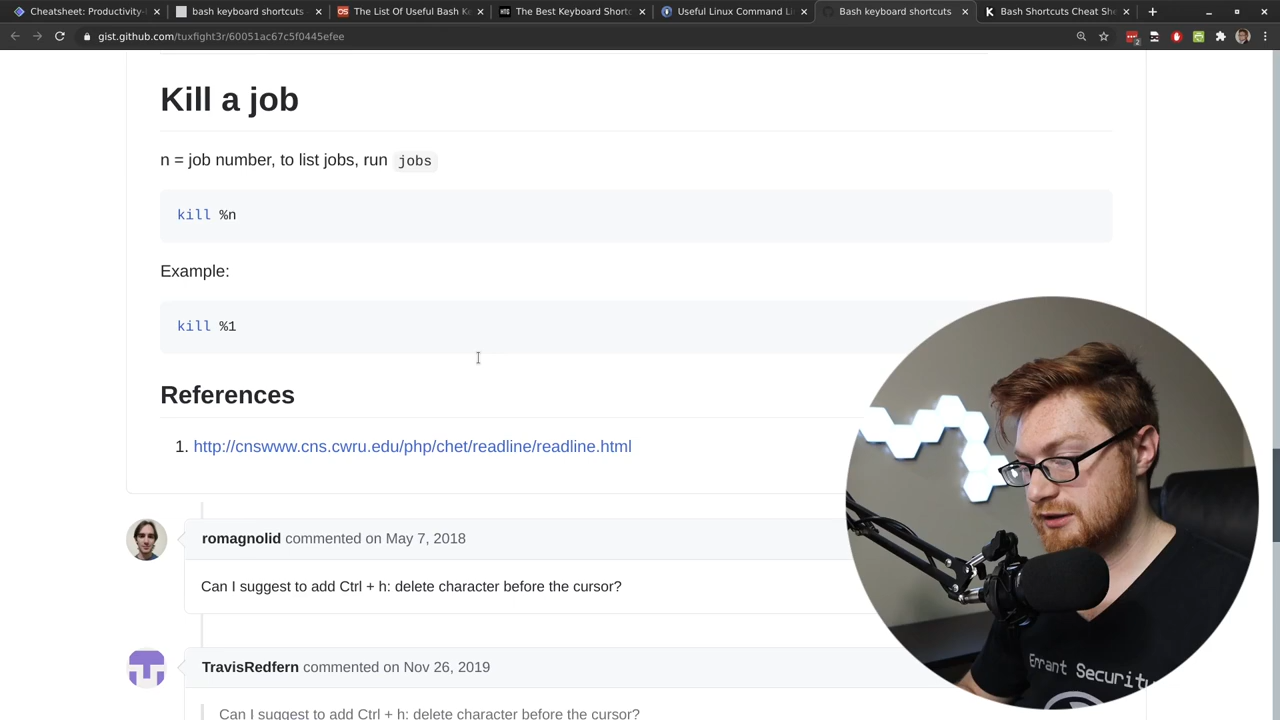 Cheatsheet: Productivity-
bash keyboard shortcuts
The List Of Useful Bash Ke
The Best Keyboard Shortc
Useful Linux Command Li
Bash keyboard shortcuts
Bash Shortcuts Cheat She
gist.github.com/tuxfight3r/60051ac67c5f0445efee
Kill a job
n = job number, to list jobs, run jobs
kill %n
Example:
kill %1
References
1. http://cnswww.cns.cwru.edu/php/chet/readline/readline.html
romagnolid commented on May 7, 2018
Can I suggest to add Ctrl + h: delete character before the cursor?
TravisRedfern commented on Nov 26, 2019
Can I suggest to add Ctrl + h: delete character before the cursor?
Errant Security